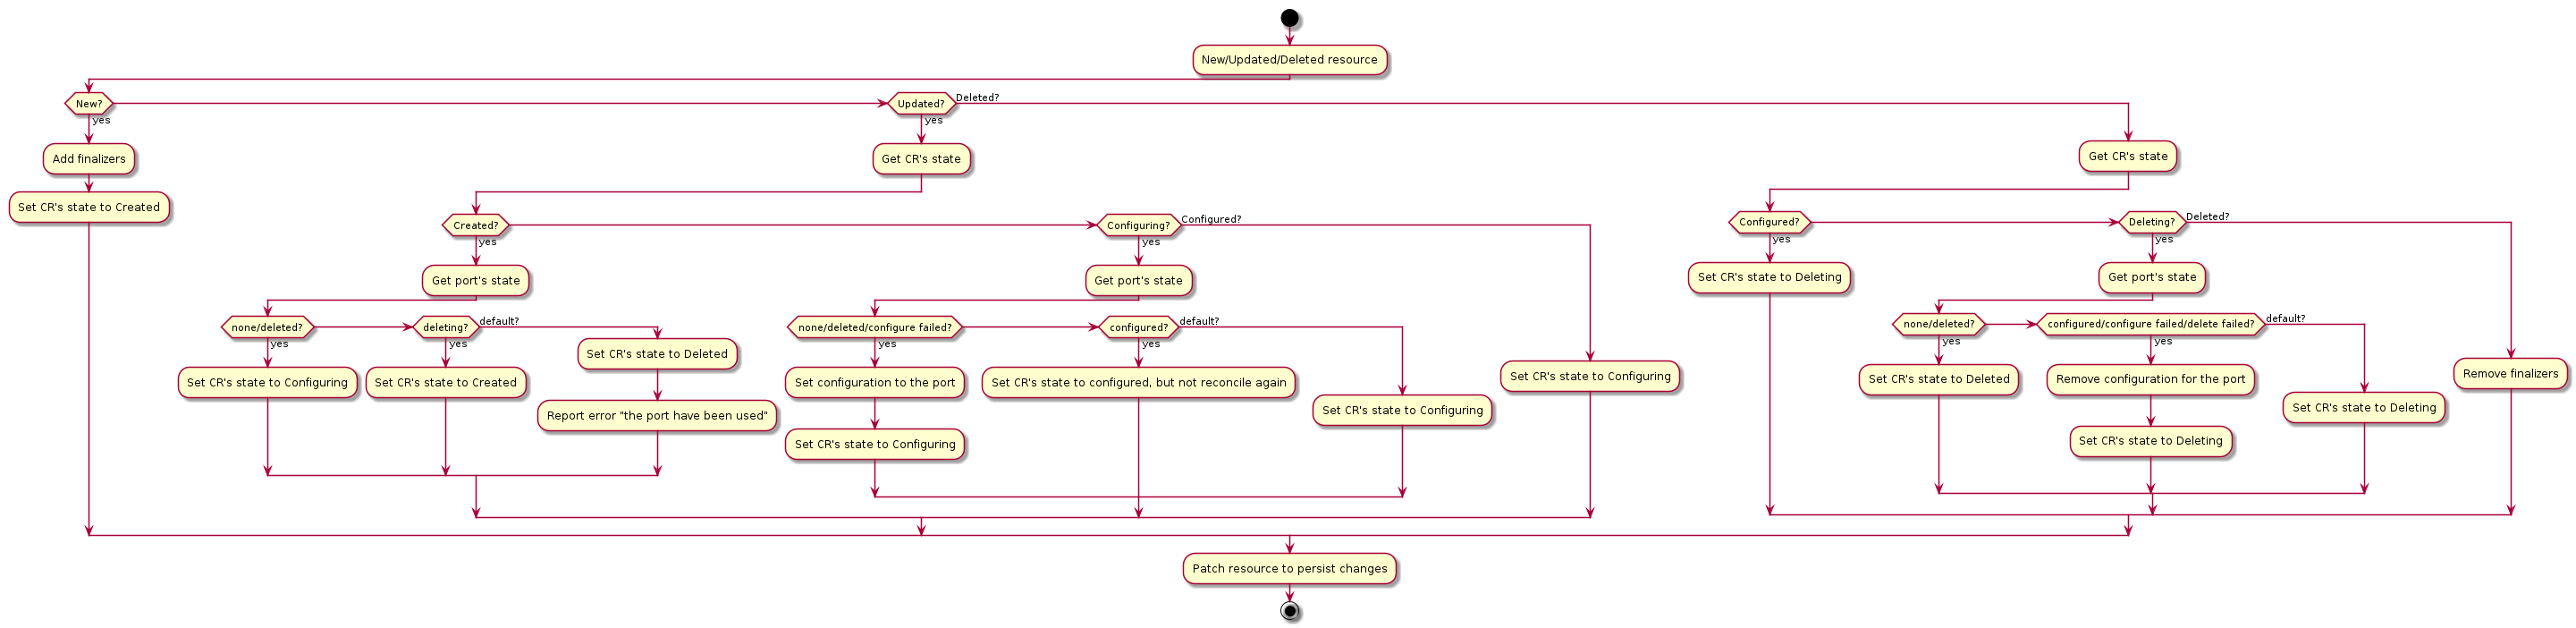 New/Updated/Deleted resource
New?
Updated?
Deleted?
yes
yes
Add finalizers
Get CR's state
Get CR's state
Set CR's state to Created
Created?
Configuring?
Configured?
Configured?
Deleting?
Deleted?
yes
yes
yes
yes
Get port's state
Get port's state
Set CR's state to Deleting
Get port's state
none/deleted?
deleting?
default?
none/deleted/configure failed?
configured?
default?
none/deleted?
configured/configure failed/delete failed?
default?
yes
yes
yes
yes
yes
yes
Set CR's state to Deleted
Set CR's state to Configuring
Set CR's state to Created
Set configuration to the port
Set CR's state to configured, but not reconcile again
Set CR's state to Configuring
Set CR's state to Deleted
Remove configuration for the port
Remove finalizers
Report error "the port have been used"
Set CR's state to Configuring
Set CR's state to Deleting
Set CR's state to Configuring
Set CR's state to Deleting
Patch resource to persist changes